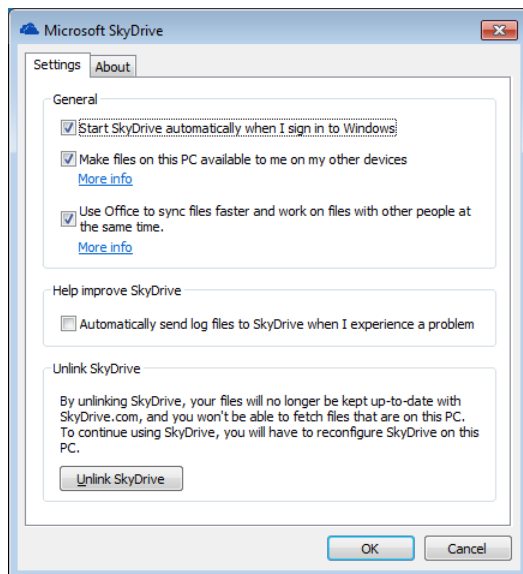 Microsoft SkyDrive
Settings
About
General
Start SkyDrive automatically when I sign in to Windows
Make files on this PC available to me on my other devices
More info
Use Office to sync files faster and work on files with other people at
the same time.
More info
Help improve SkyDrive
Automatically send log files to SkyDrive when I experience a problem
Unlink SkyDrive
By unlinking SkyDrive, your files will no longer be kept up-to-date with
SkyDrive.com, and you won't be able to fetch files that are on this PC.
To continue using SkyDrive, you will have to reconfigure SkyDrive on this
PC.
Unlink SkyDrive
OK
Cancel